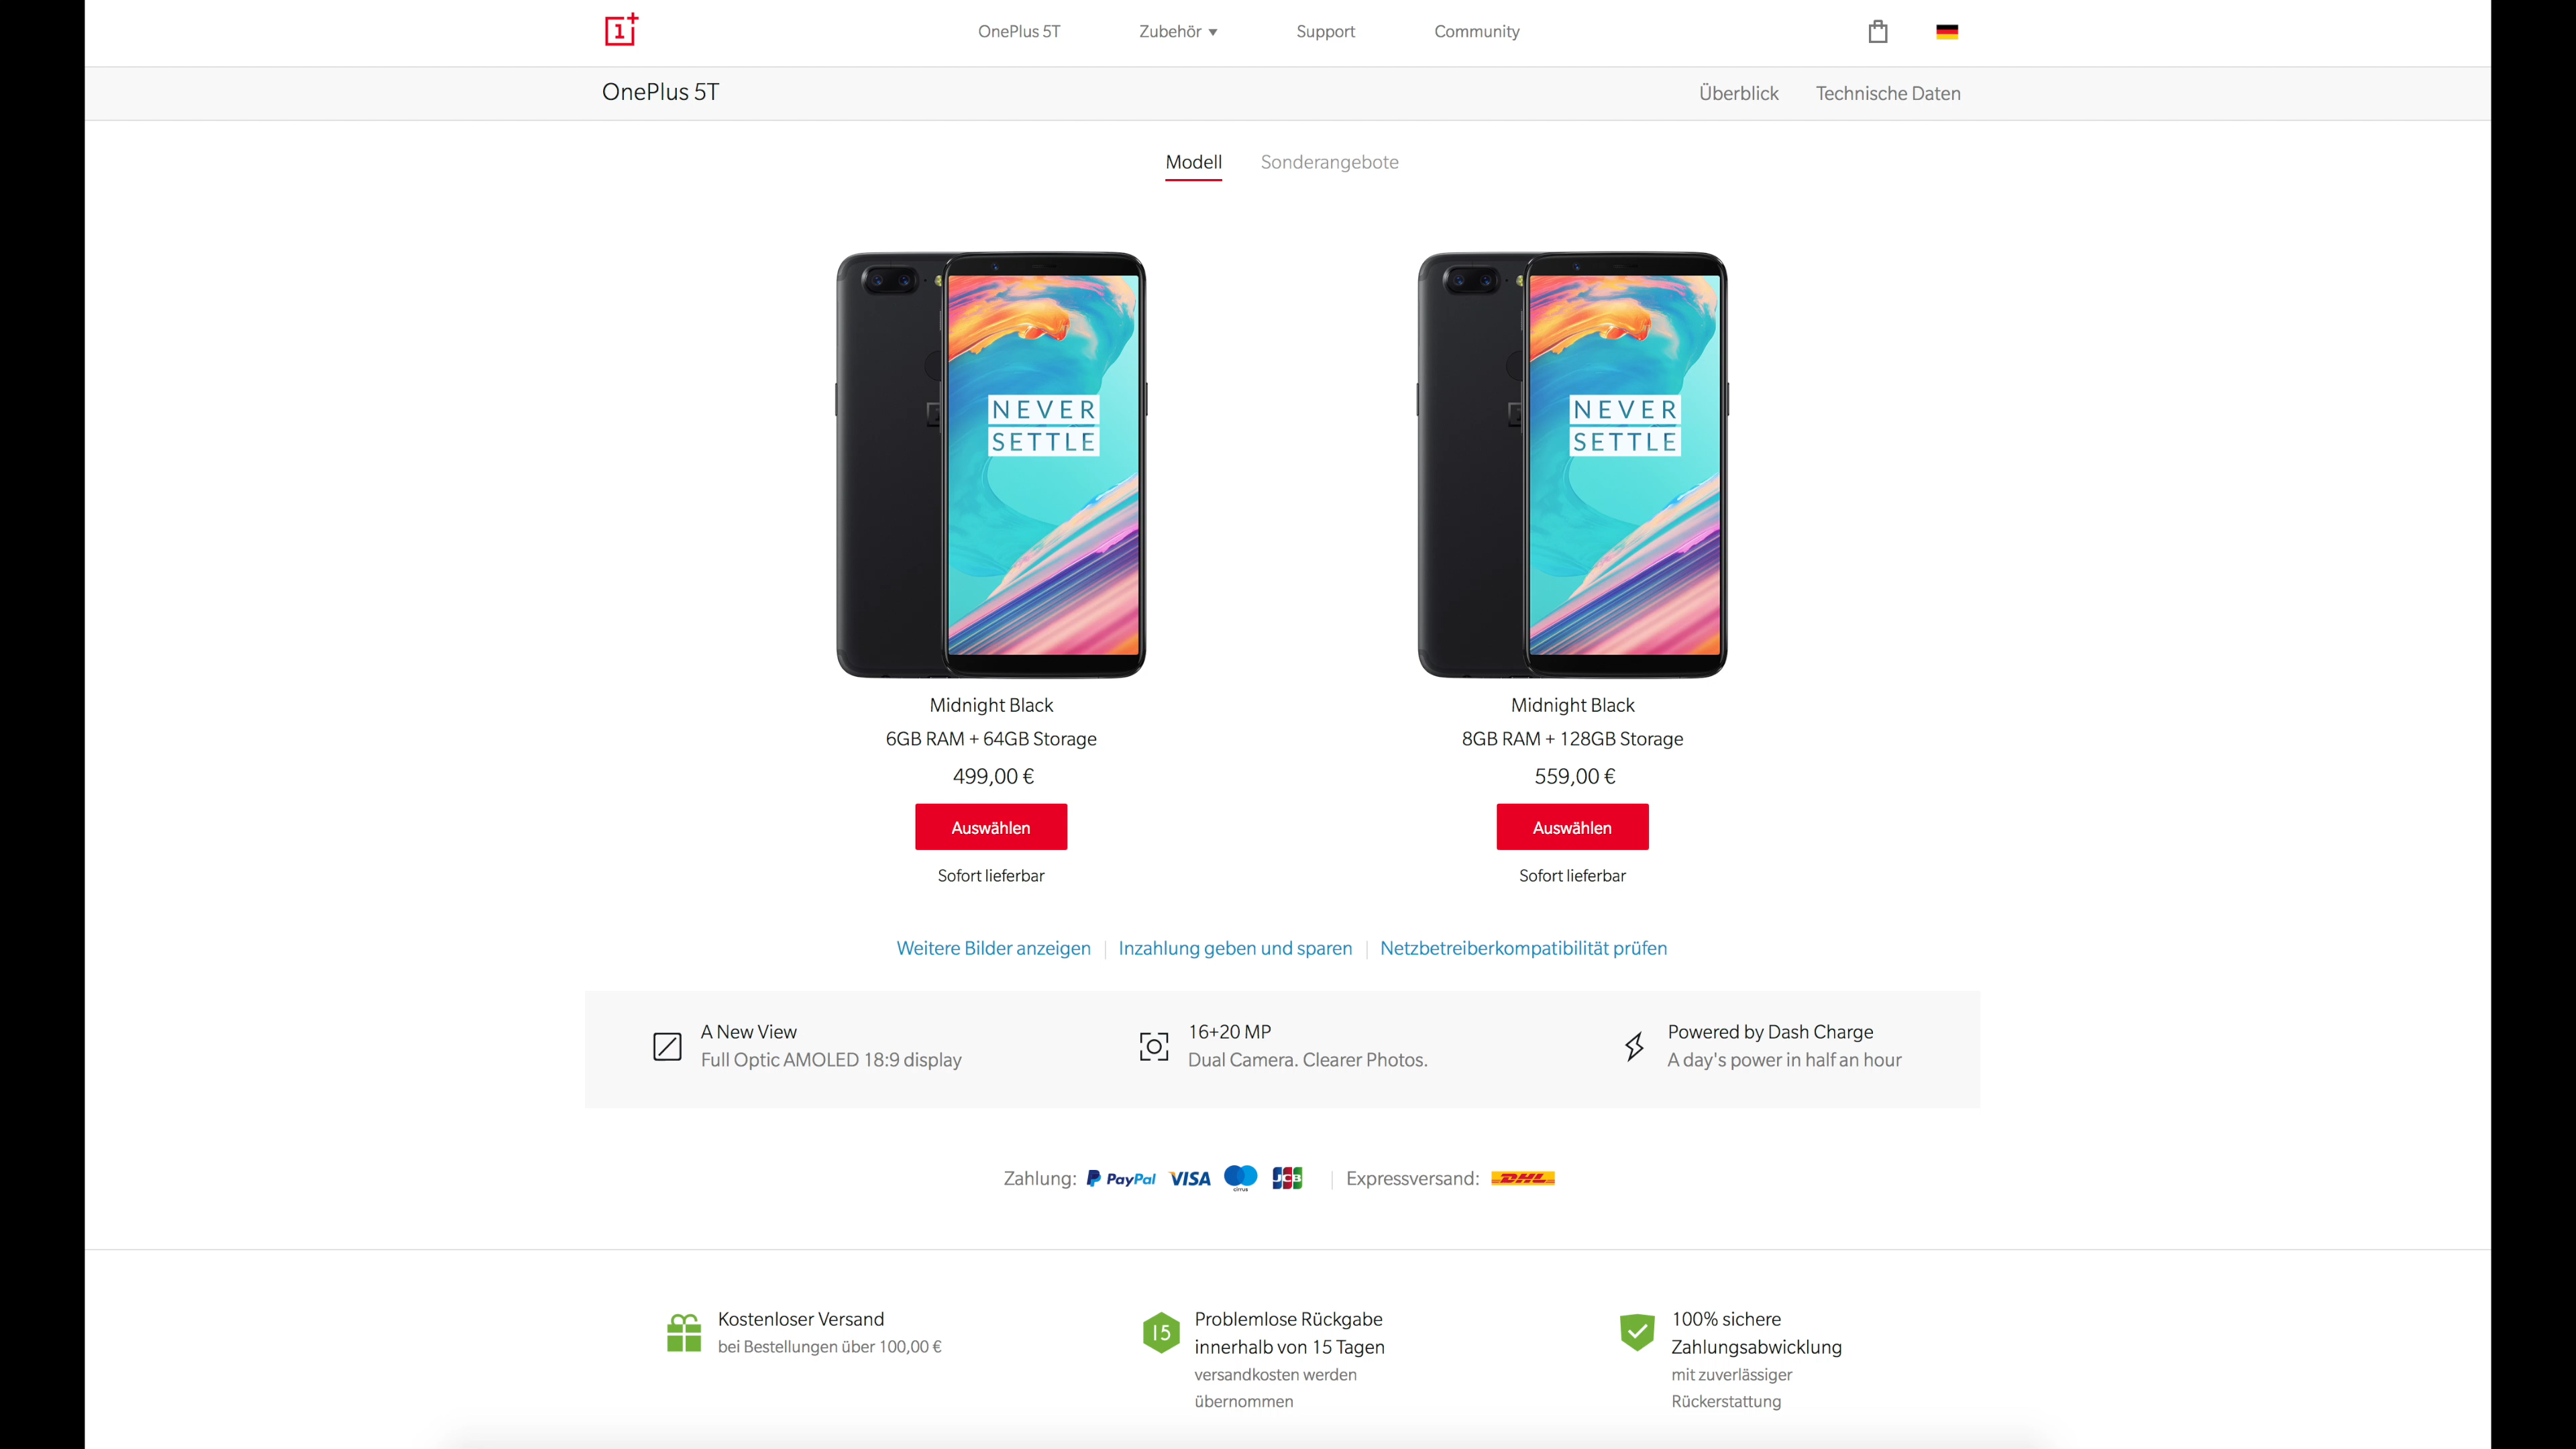 OnePlus 5T
Zubehör
Support
Community
OnePlus 5T
Überblick
Technische Daten
Modell
Sonderangebote
NEVER
SETTLE
NEVER
SETTLE
Midnight Black
6GB RAM + 64GB Storage
499,00 €
Auswählen
Sofort lieferbar
Midnight Black
8GB RAM + 128GB Storage
559,00 €
Auswählen
Sofort lieferbar
Weitere Bilder anzeigen
Inzahlung geben und sparen
Netzbetreiberkompatibilität prüfen
A New View
Full Optic AMOLED 18:9 display
16+20 MP
Dual Camera. Clearer Photos.
Powered by Dash Charge
A day's power in half an hour
Zahlung: PayPal VISA cirrus JCB
Expressversand: DHL
Kostenloser Versand
bei Bestellungen über 100,00 €
15
Problemlose Rückgabe
innerhalb von 15 Tagen
versandkosten werden
übernommen
100% sichere
Zahlungsabwicklung
mit zuverlässiger
Rückerstattung